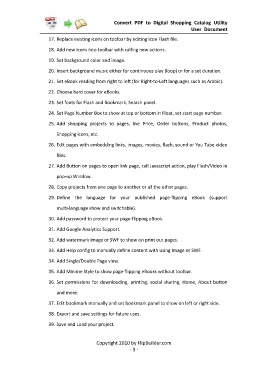 Convert PDF to Digital Shopping Catalog Utility
User Document
17. Replace existing icons on toolbar by editing Icon Flash file.
18. Add new icons into toolbar with calling new actions.
19. Set background color and image.
20. Insert background music either for continuous play (loop) or for a set duration.
21. Set eBook reading from right to left (for Right-to-Left languages such as Arabic).
22. Choose hard cover for eBooks.
23. Set fonts for Flash and Bookmark, Search panel.
24. Set Page Number Box to show at top or bottom in Float, set start page number.
25. Add shopping projects to pages, like Price, Order buttons, Product photos,
Shopping icons, etc.
26. Edit pages with embedding links, images, movies, flash, sound or You Tube video
files.
27. Add Button on pages to open link page, call javascript action, play Flash/Video in
pop-up Window.
28. Copy projects from one page to another or all the other pages.
29. Define the language for your published page-flipping eBook (support
multi-language show and switchable).
30. Add password to protect your page-flipping eBook.
31. Add Google Analytics Support.
32. Add watermark image or SWF to show on print out pages.
33. Add Help config to manually define content with using image or SWF.
34. Add Single/Double Page view.
35. Add Minime Style to show page-flipping eBooks without toolbar.
36. Set permissions for downloading, printing, social sharing, Home, About button
and more.
37. Edit bookmark manually and set bookmark panel to show on left or right side.
38. Export and save settings for future uses.
39. Save and Load your project.
Copyright 2010 by FlipBuilder.com
- 3 -